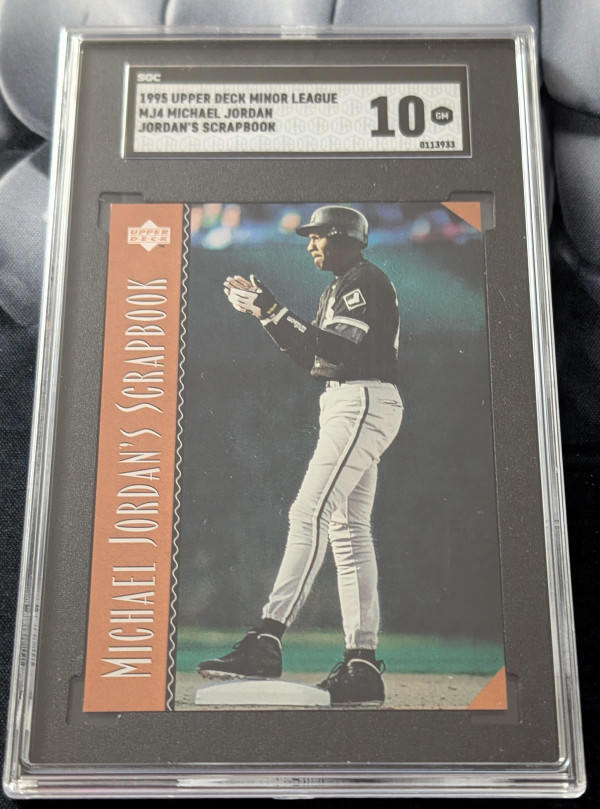 SGC
1995 UPPER DECK MINOR LEAGUE
MJ4 MICHAEL JORDAN
JORDAN'S SCRAPBOOK
10 GM
0113933
UPPER
DECK
MICHAEL JORDAN'S SCRAPBOOK